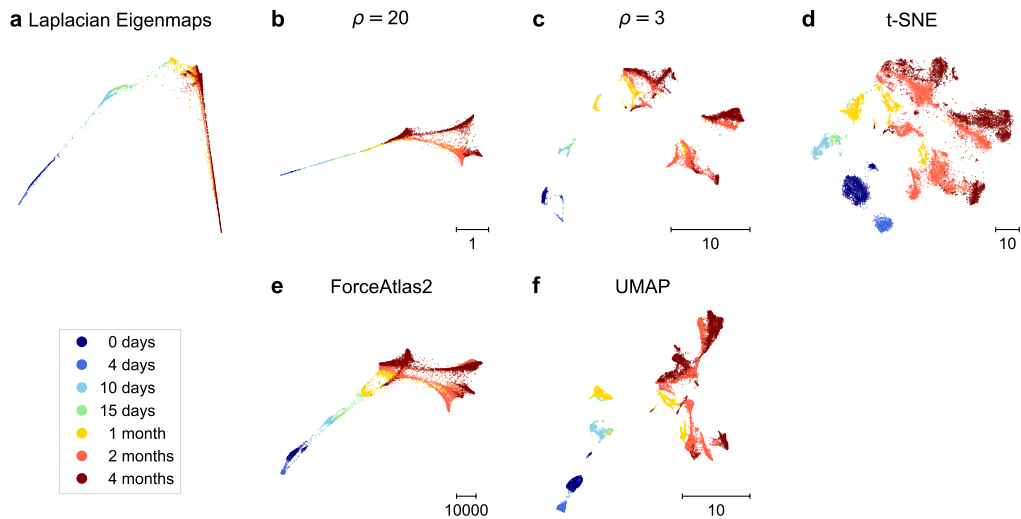 a Laplacian Eigenmaps
b ρ = 20
c ρ = 3
d t-SNE
1
10
10
e ForceAtlas2
f UMAP
0 days
4 days
10 days
15 days
1 month
2 months
4 months
10000
10